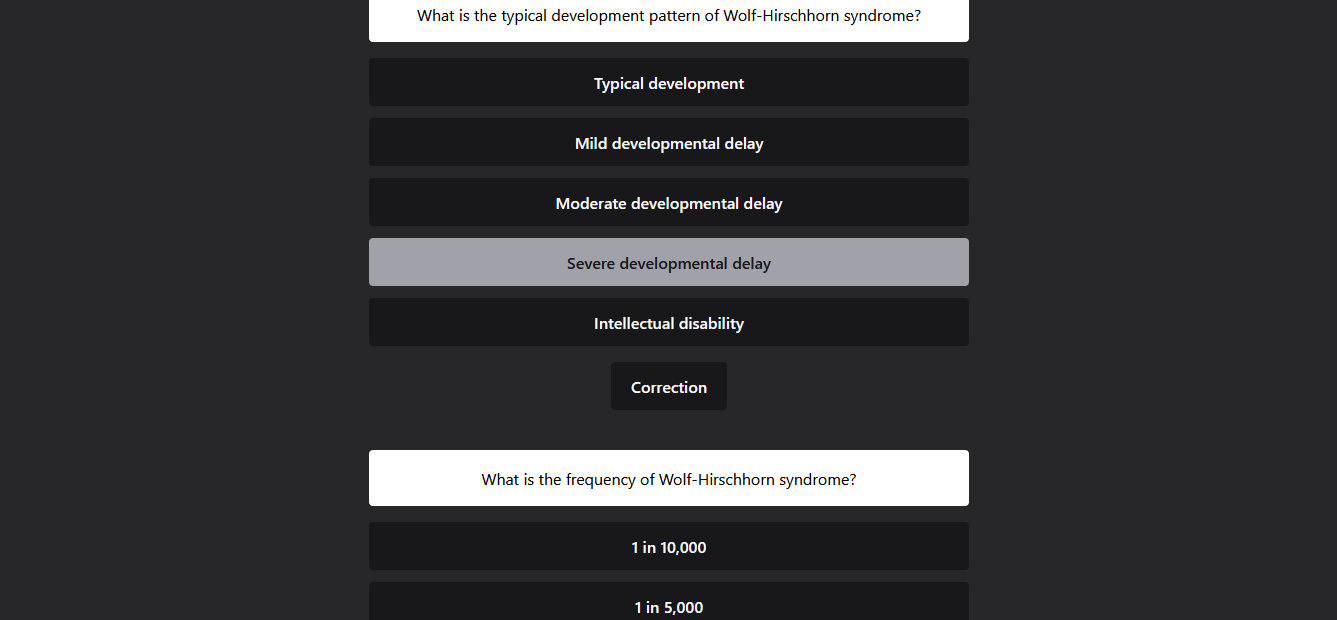 What is the typical development pattern of Wolf-Hirschhorn syndrome?
Typical development
Mild developmental delay
Moderate developmental delay
Severe developmental delay
Intellectual disability
Correction
What is the frequency of Wolf-Hirschhorn syndrome?
1 in 10,000
1 in 5,000